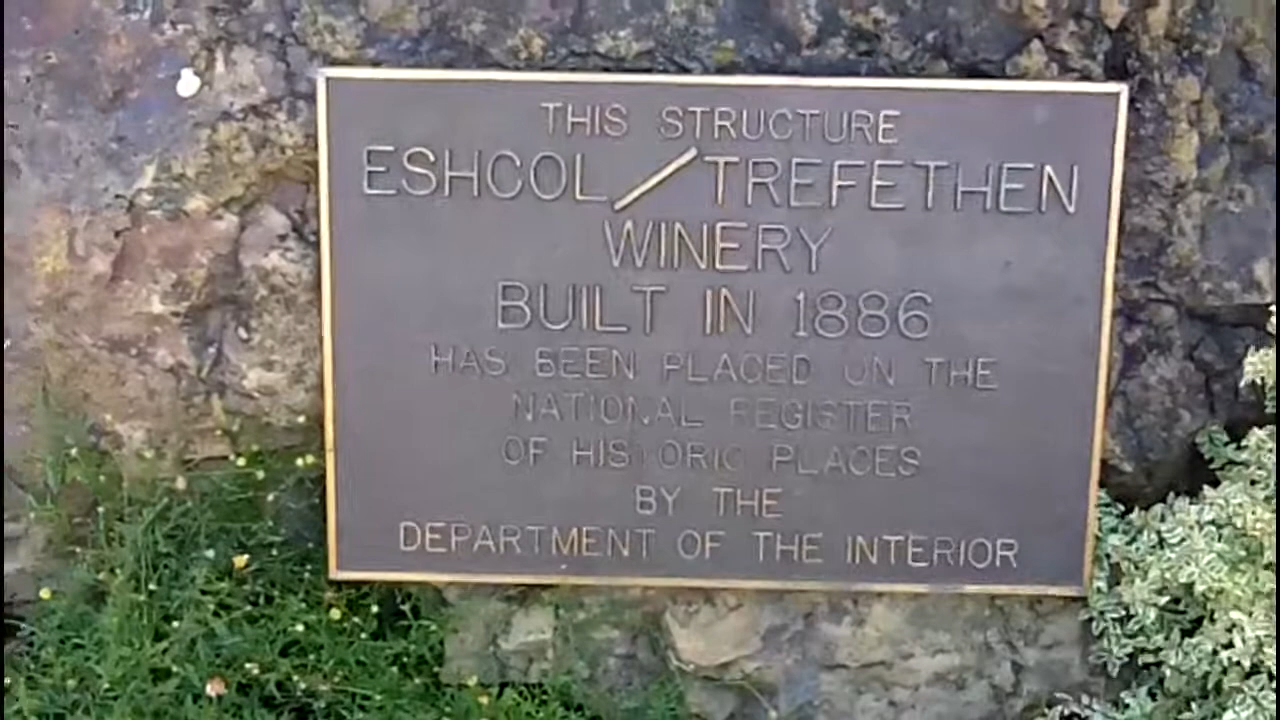 THIS STRUCTURE
ESHCOL/TREFETHEN
WINERY
BUILT IN 1886
HAS BEEN PLACED ON THE
NATIONAL REGISTER
OF HISTORIC PLACES
BY THE
DEPARTMENT OF THE INTERIOR